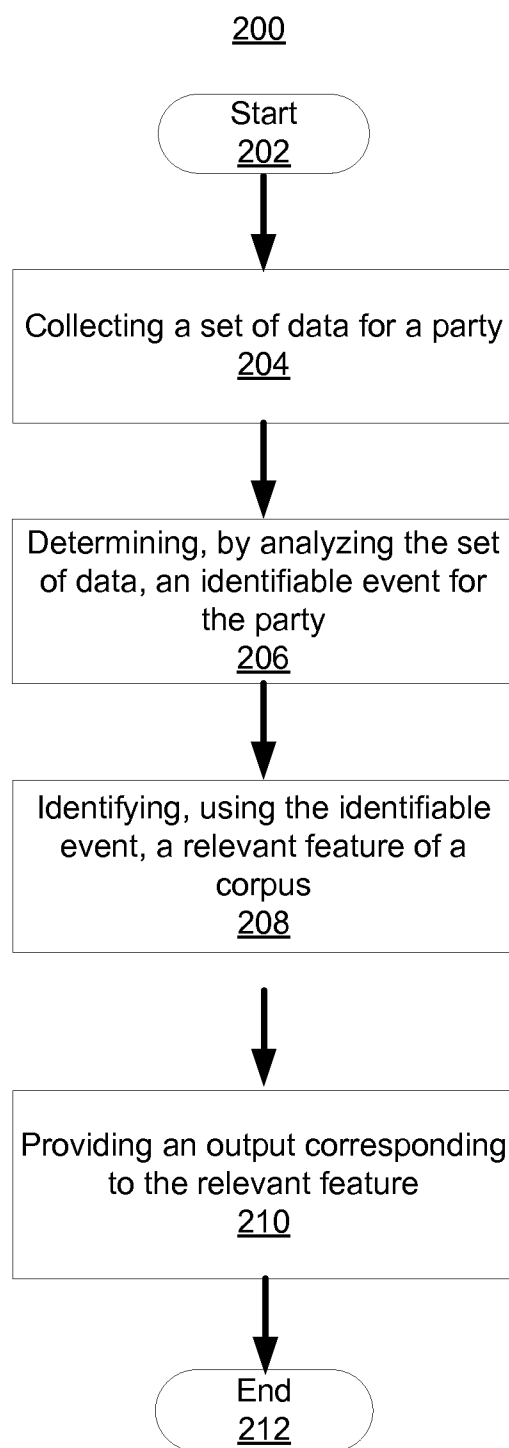 200
Start
202
Collecting a set of data for a party
204
Determining, by analyzing the set
of data, an identifiable event for
the party
206
Identifying, using the identifiable
event, a relevant feature of a
corpus
208
Providing an output corresponding
to the relevant feature
210
End
212